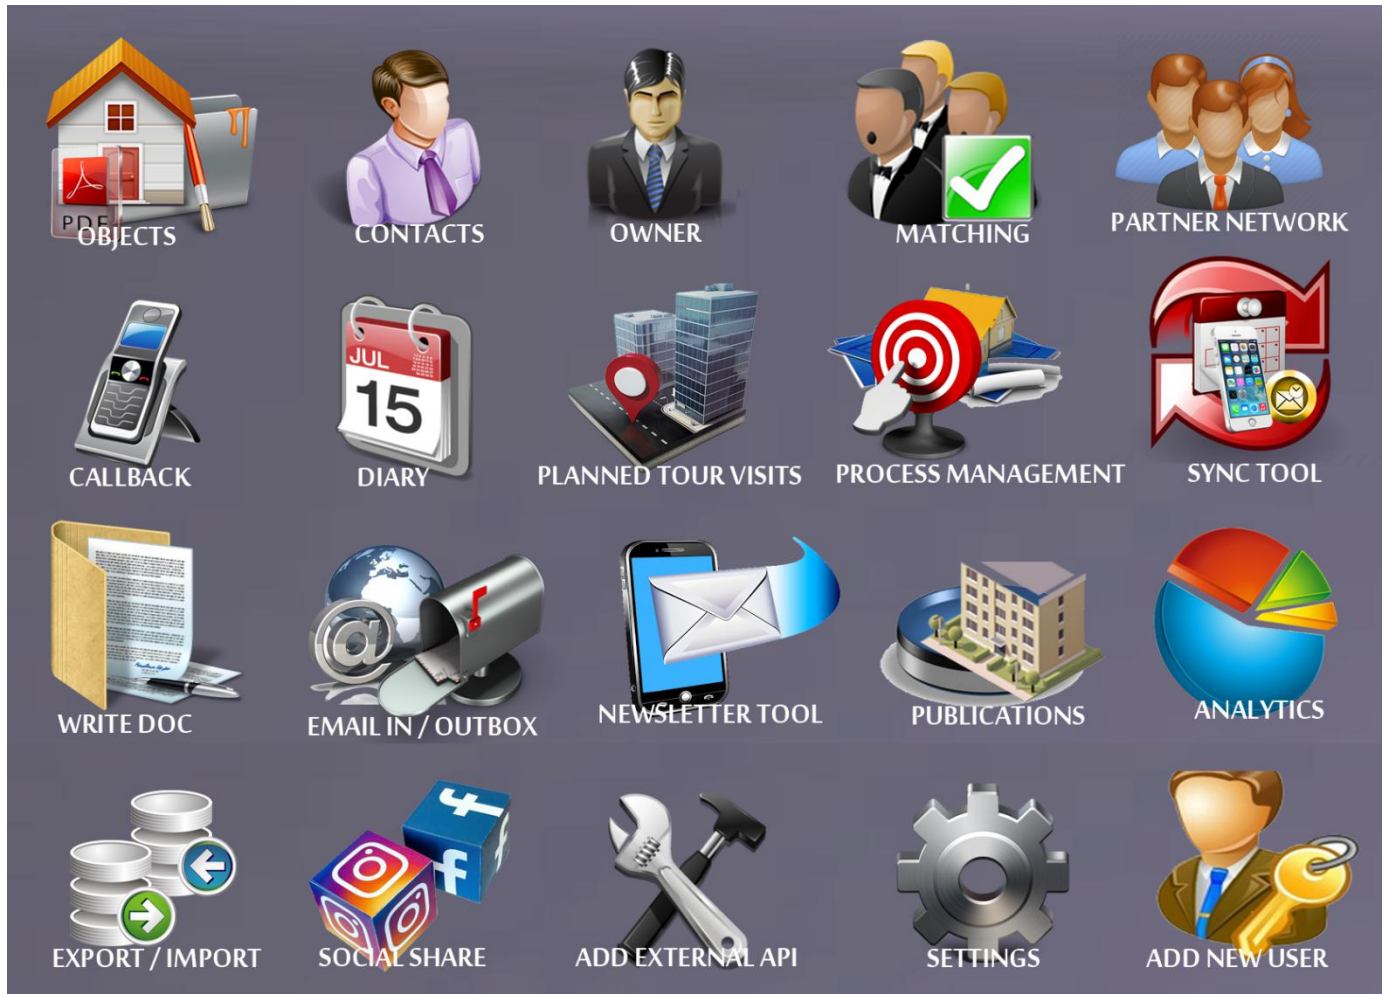 PDF
OBJECTS
CONTACTS
OWNER
MATCHING
PARTNER NETWORK
JUL
15
CALLBACK
DIARY
PLANNED TOUR VISITS
PROCESS MANAGEMENT
SYNC TOOL
@
WRITE DOC
EMAIL IN / OUTBOX
NEWSLETTER TOOL
PUBLICATIONS
ANALYTICS
f
f
f
EXPORT / IMPORT
SOCIAL SHARE
ADD EXTERNAL API
SETTINGS
ADD NEW USER